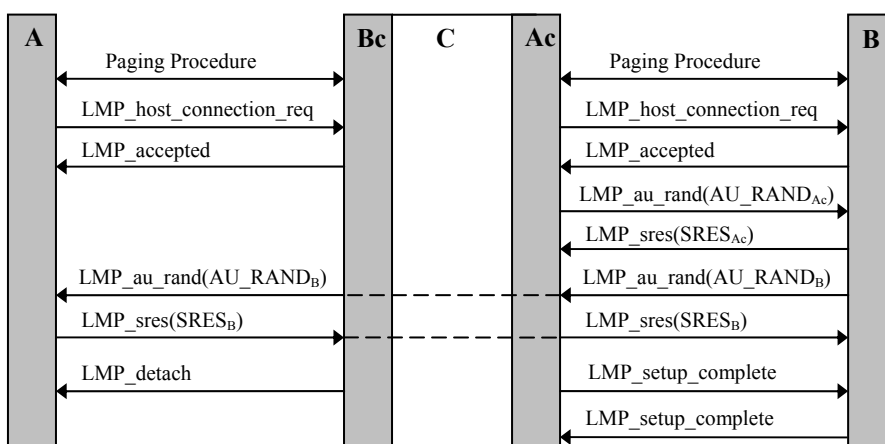 A Bc C Ac B
Paging Procedure Paging Procedure
LMP_host_connection_req LMP_host_connection_req
LMP_accepted LMP_accepted
LMP_au_rand(AU_RANDAc)
LMP_sres(SRESAc)
LMP_au_rand(AU_RANDB) LMP_au_rand(AU_RANDB)
LMP_sres(SRESB) LMP_sres(SRESB)
LMP_detach LMP_setup_complete
LMP_setup_complete